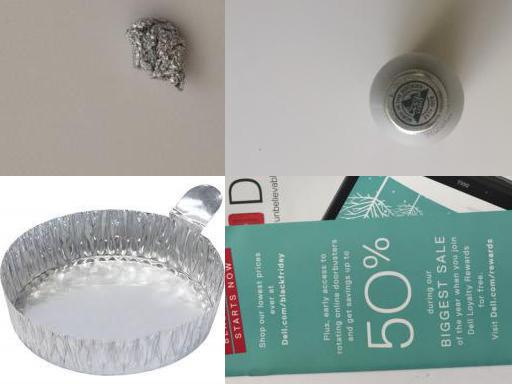 STARTS NOW
Shop our lowest prices
ever at
Dell.com/blackfriday
Plus, early access to
rotating online doorbusters
and get savings up to
50%
during our
BIGGEST SALE
of the year when you join
Dell Loyalty Rewards
for free.
Visit Dell.com/rewards
D
unbelievabl